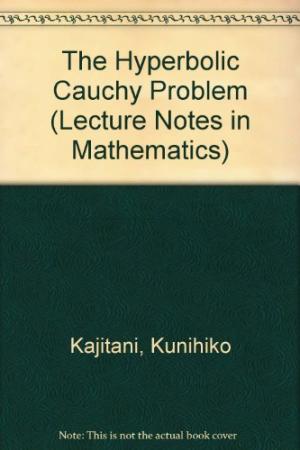 The Hyperbolic
Cauchy Problem
(Lecture Notes in
Mathematics)
Kajitani, Kunihiko
Note: This is not the actual book cover